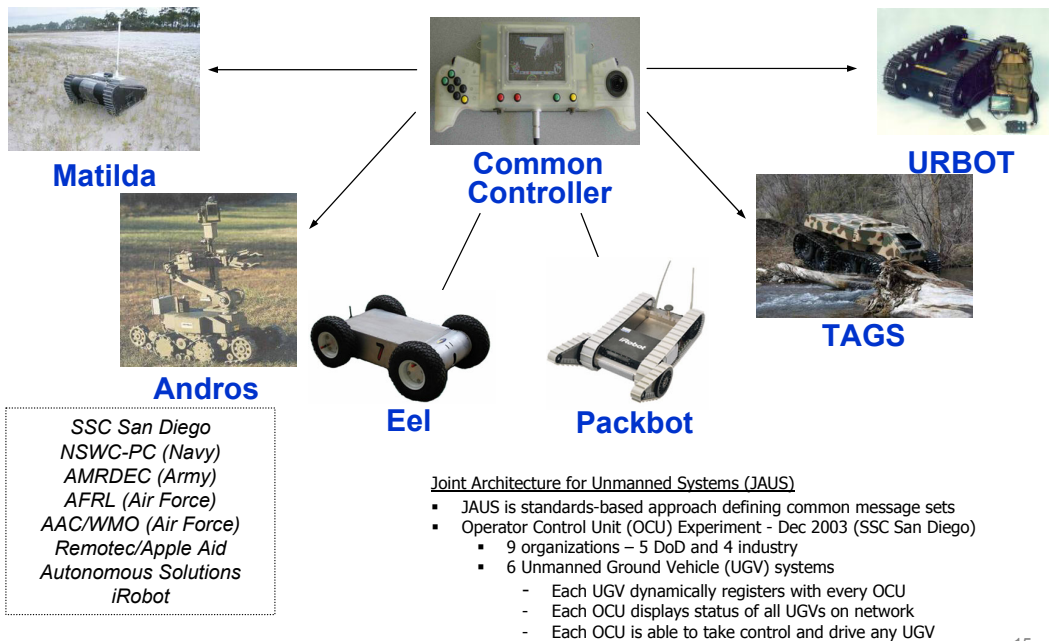 Matilda
Common
Controller
URBOT
TAGS
Andros
7
iRobot
Eel
Packbot
SSC San Diego
NSWC-PC (Navy)
AMRDEC (Army)
AFRL (Air Force)
AAC/WMO (Air Force)
Remotec/Apple Aid
Autonomous Solutions
iRobot
Joint Architecture for Unmanned Systems (JAUS)
▪ JAUS is standards-based approach defining common message sets
▪ Operator Control Unit (OCU) Experiment - Dec 2003 (SSC San Diego)
▪ 9 organizations – 5 DoD and 4 industry
▪ 6 Unmanned Ground Vehicle (UGV) systems
- Each UGV dynamically registers with every OCU
- Each OCU displays status of all UGVs on network
- Each OCU is able to take control and drive any UGV